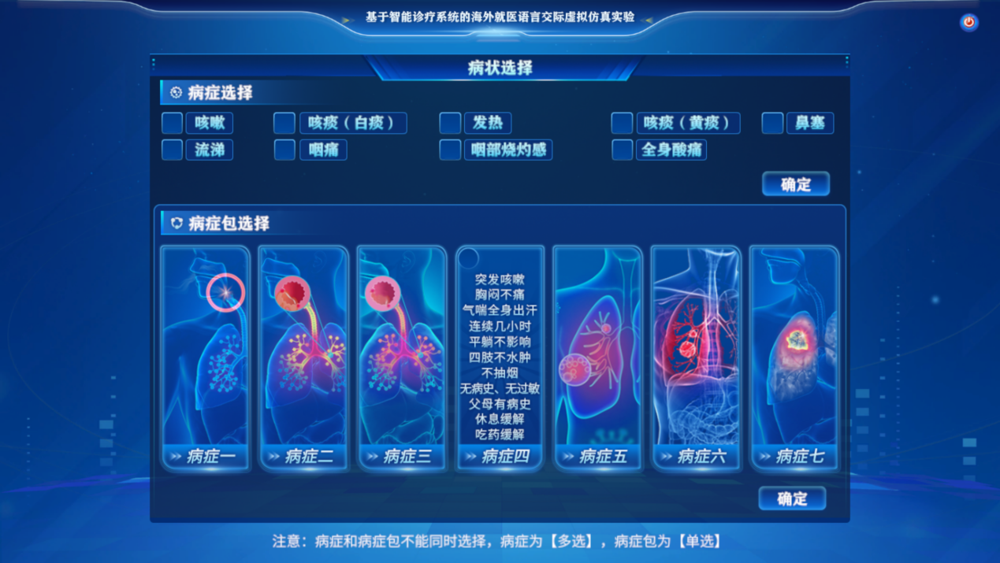 基于智能诊疗系统的海外就医语言交际虚拟仿真实验
病状选择
病症选择
咳嗽
咳痰（白痰）
发热
咳痰（黄痰）
鼻塞
流涕
咽痛
咽部烧灼感
全身酸痛
确定
病症包选择
突发咳嗽
胸闷不痛
气喘全身出汗
连续几小时
平躺不影响
四肢不水肿
不抽烟
无病史、无过敏
父母有病史
休息缓解
吃药缓解
病症一
病症二
病症三
病症四
病症五
病症六
病症七
确定
注意：病症和病症包不能同时选择，病症为【多选】，病症包为【单选】